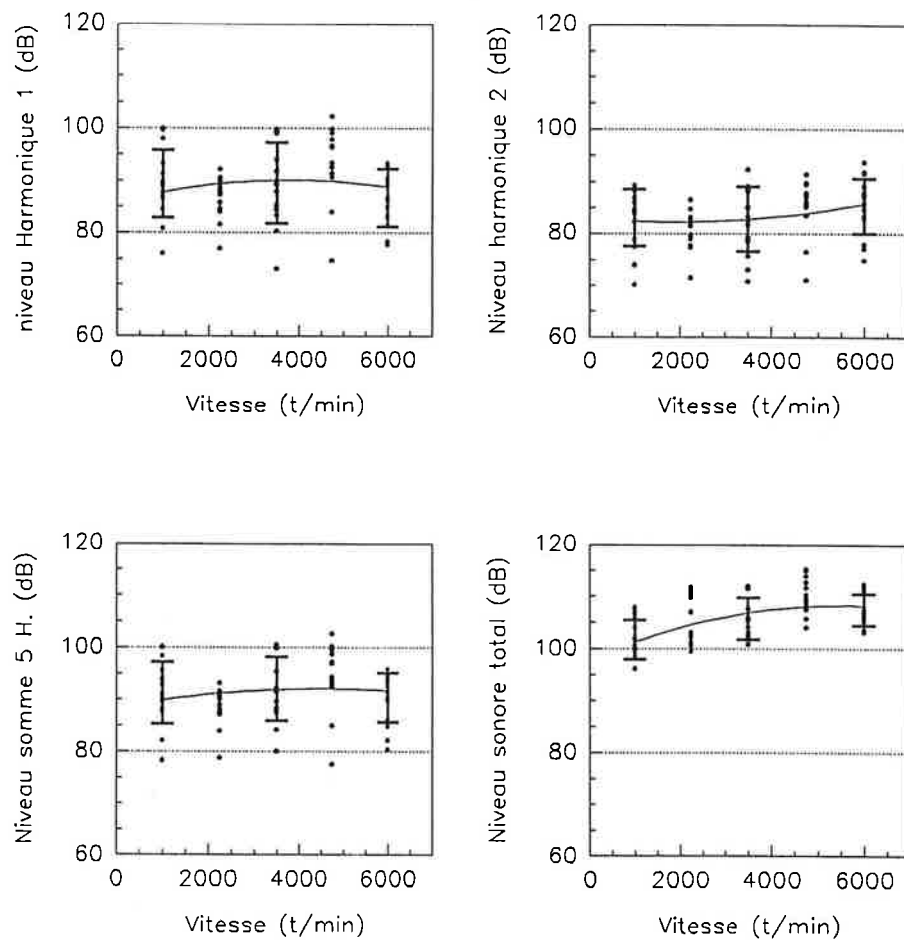 niveau Harmonique 1 (dB)
120
100
80
60
0 2000 4000 6000
Vitesse (t/min)
Niveau harmonique 2 (dB)
120
100
80
60
0 2000 4000 6000
Vitesse (t/min)
Niveau somme 5 H. (dB)
120
100
80
60
0 2000 4000 6000
Vitesse (t/min)
Niveau sonore total (dB)
120
100
80
60
0 2000 4000 6000
Vitesse (t/min)